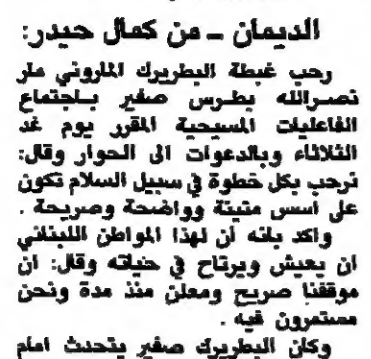 الديمان ــ من كمال حيدر:
رحب غبطة البطريرك الماروني مار
نصرالله بطرس صفير باجتماع
الفاعليات المسيحية المقرر يوم غد
الثلاثاء وبالدعوات الى الحوار وقال:
نرحب بكل خطوة في سبيل السلام تكون
على اسس متينة وواضحة وصريحة .
واكد بانه آن لهذا المواطن اللبناني
ان يعيش ويرتاح في حياته وقال: ان
موقفنا صريح ومعلن منذ مدة ونحن
مستمرون فيه .
وكان البطريرك صفير يتحدث امام